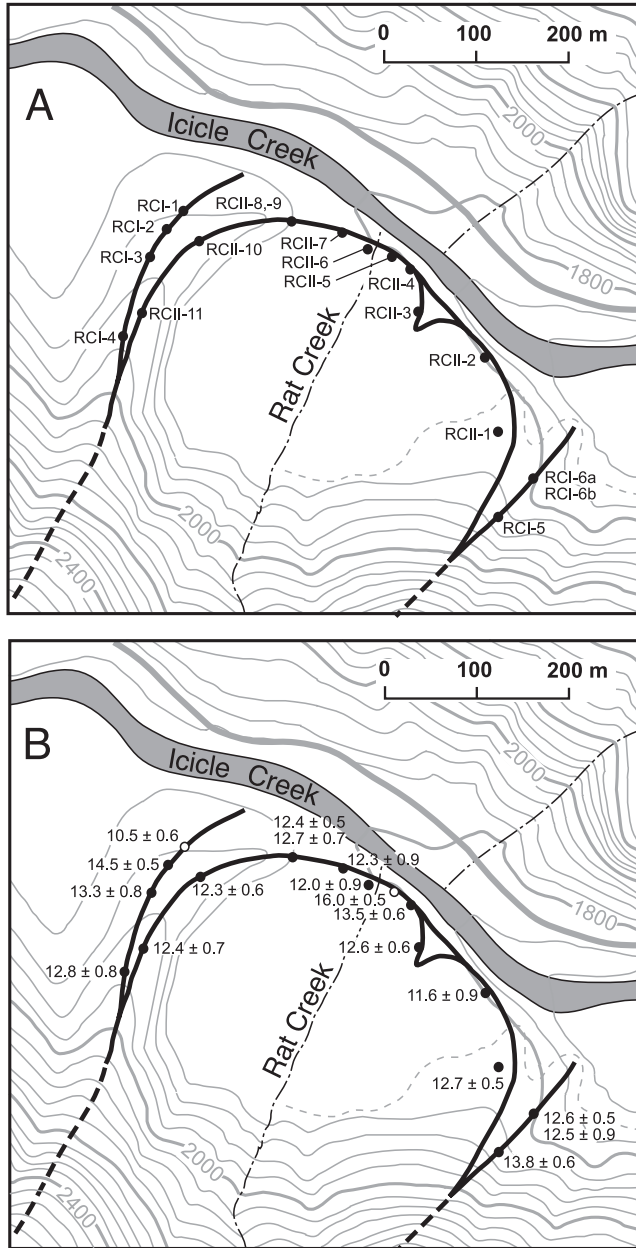 A
0 100 200 m
Icicle Creek
2000
1800
RCI-1
RCII-8,-9
RCI-2
RCII-7
RCI-3
RCII-10
RCII-6
RCII-5
RCII-4
RCII-11
RCII-3
RCI-4
RCII-2
Rat Creek
RCII-1
RCI-6a
RCI-6b
RCI-5
2000
2400
B
0 100 200 m
Icicle Creek
2000
1800
12.4 ± 0.5
12.7 ± 0.7
10.5 ± 0.6
14.5 ± 0.5
12.3 ± 0.9
13.3 ± 0.8
12.3 ± 0.6
12.0 ± 0.9
16.0 ± 0.5
13.5 ± 0.6
12.4 ± 0.7
12.6 ± 0.6
12.8 ± 0.8
11.6 ± 0.9
Rat Creek
12.7 ± 0.5
12.6 ± 0.5
12.5 ± 0.9
13.8 ± 0.6
2000
2400